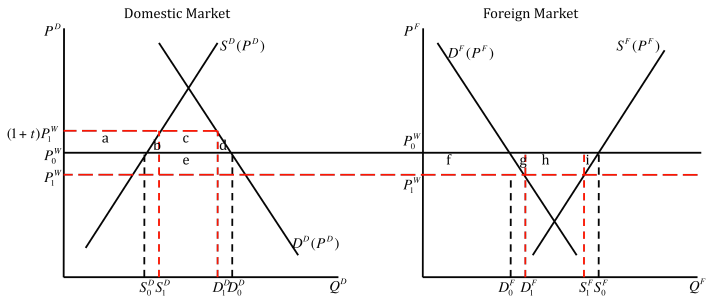 Domestic Market
Foreign Market
P^D
P^F
S^D(P^D)
D^F(P^F)
S^F(P^F)
(1+t)P_1^W
a
b
c
d
P_0^W
P_0^W
e
f
g
h
i
P_1^W
P_1^W
D^D(P^D)
S_0^D S_1^D
D_1^D D_0^D
Q^D
D_0^F D_1^F
S_1^F S_0^F
Q^F